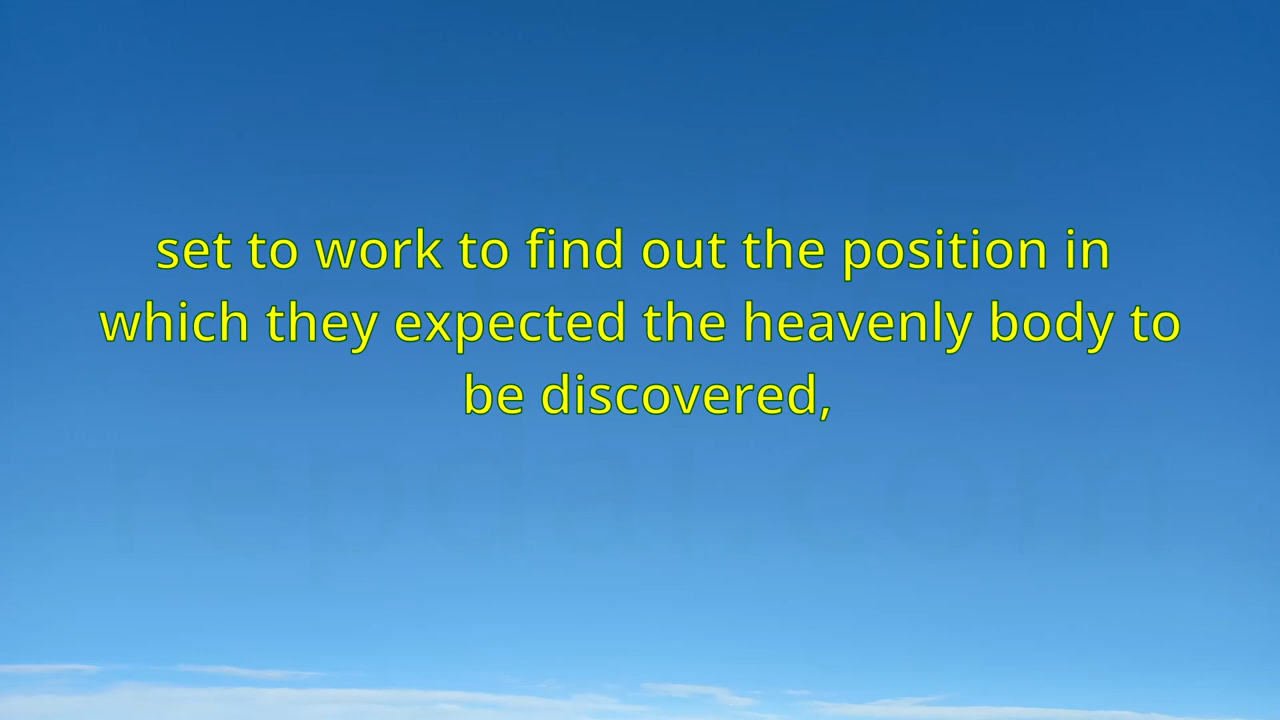 set to work to find out the position in
which they expected the heavenly body to
be discovered,